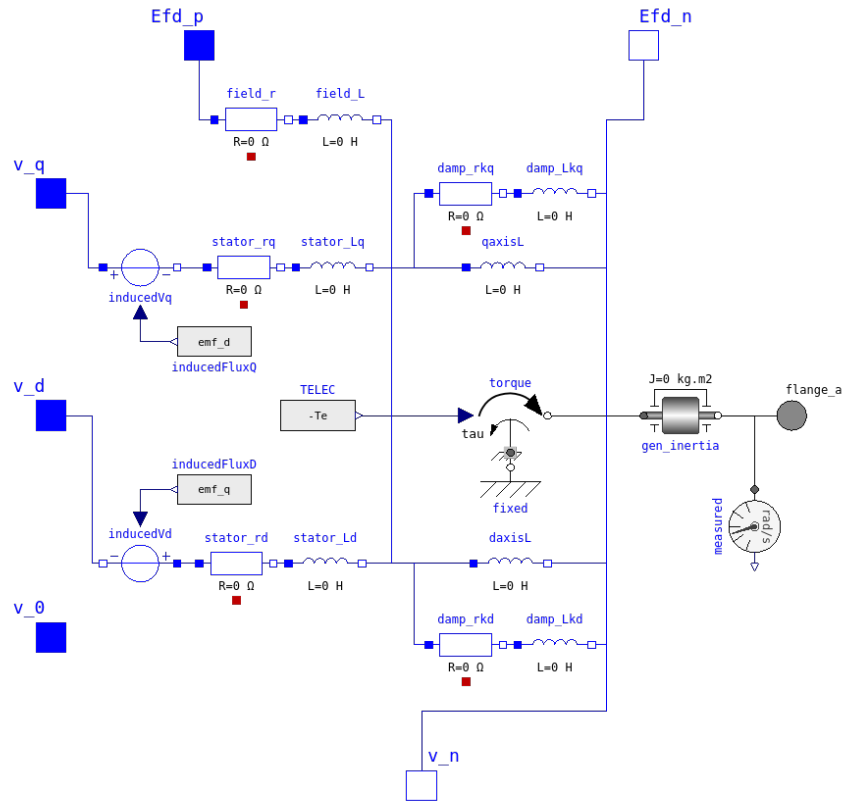 Efd_p
Efd_n
field_r
field_L
R=0 Ω
L=0 H
v_q
damp_rkq
damp_Lkq
R=0 Ω
L=0 H
stator_rq
stator_Lq
qaxisL
+
−
R=0 Ω
L=0 H
L=0 H
inducedVq
emf_d
inducedFluxQ
v_d
TELEC
torque
J=0 kg.m2
flange_a
-Te
tau
gen_inertia
inducedFluxD
emf_q
fixed
measured
rad/s
inducedVd
stator_rd
stator_Ld
daxisL
−
+
R=0 Ω
L=0 H
L=0 H
v_0
damp_rkd
damp_Lkd
R=0 Ω
L=0 H
v_n